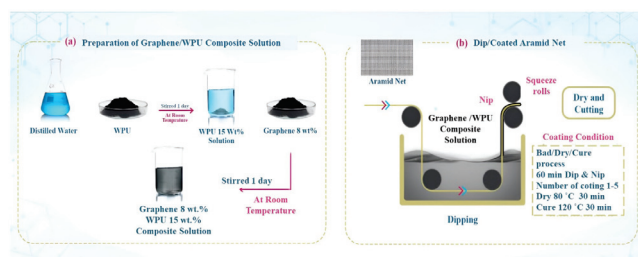 (a) Preparation of Graphene/WPU Composite Solution
Distilled Water
WPU
Stirred 1 day
At Room
Temprature
WPU 15 Wt%
Solution
Graphene 8 wt%
Stirred 1 day
At Room
Temperature
Graphene 8 wt.%
WPU 15 wt.%
Composite Solution
(b) Dip/Coated Aramid Net
Aramid Net
Nip
Squeeze
rolls
Graphene /WPU
Composite
Solution
Dipping
Dry and
Cutting
Coating Condition
Bad/Dry/Cure
process
60 min Dip & Nip
Number of coting 1-5
Dry 80 ˚C 30 min
Cure 120 ˚C 30 min